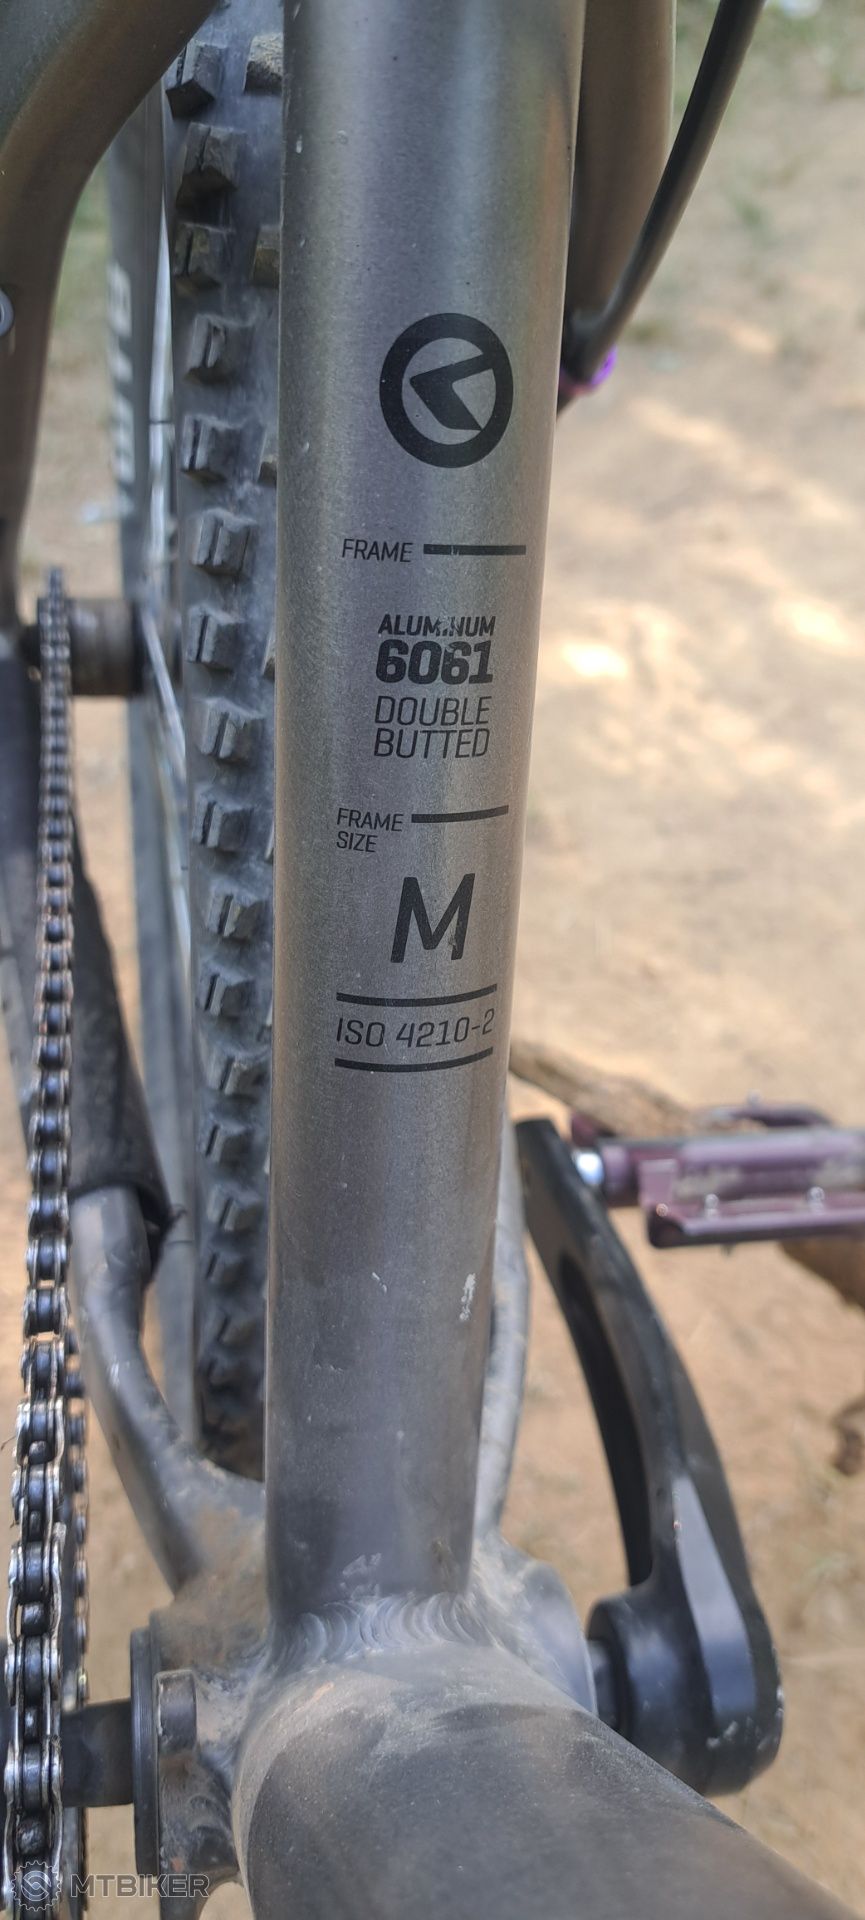 FRAME
ALUMINUM
6061
DOUBLE
BUTTED
FRAME
SIZE
M
ISO 4210-2
MTBIKER